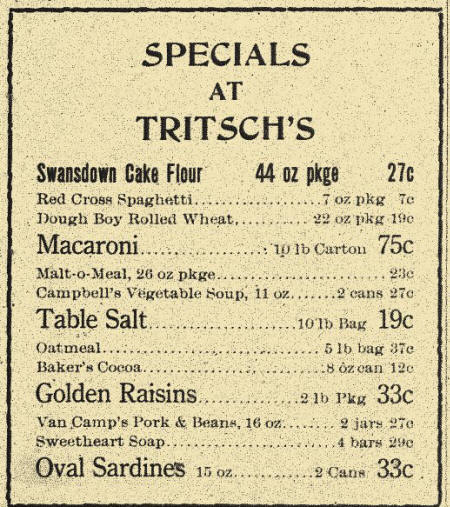 SPECIALS
AT
TRITSCH'S
Swansdown Cake Flour 44 oz pkge 27c
Red Cross Spaghetti......................7 oz pkg 7c
Dough Boy Rolled Wheat...............22 oz pkg 19c
Macaroni......................10 lb Carton 75c
Malt-o-Meal, 26 oz pkge..............................23c
Campbell's Vegetable Soup, 11 oz.......2 cans 27c
Table Salt.........................10 lb Bag 19c
Oatmeal.......................................5 lb bag 37c
Baker's Cocoa...............................8 oz can 12c
Golden Raisins.................2 lb Pkg 33c
Van Camp's Pork & Beans, 16 oz........2 jars 27c
Sweetheart Soap..............................4 bars 29c
Oval Sardines 15 oz..............2 Cans 33c